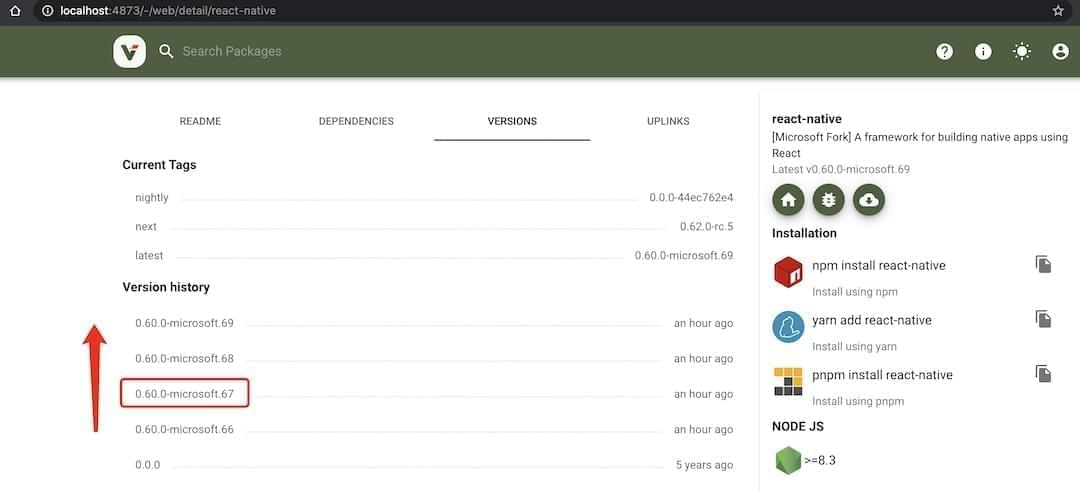 localhost:4873/-/web/detail/react-native
Search Packages
README DEPENDENCIES VERSIONS UPLINKS
Current Tags
nightly 0.0.0-44ec762e4
next 0.62.0-rc.5
latest 0.60.0-microsoft.69
Version history
0.60.0-microsoft.69 an hour ago
0.60.0-microsoft.68 an hour ago
0.60.0-microsoft.67 an hour ago
0.60.0-microsoft.66 an hour ago
0.0.0 5 years ago
react-native
[Microsoft Fork] A framework for building native apps using
React
Latest v0.60.0-microsoft.69
Installation
npm install react-native
Install using npm
yarn add react-native
Install using yarn
pnpm install react-native
Install using pnpm
NODE JS
>=8.3